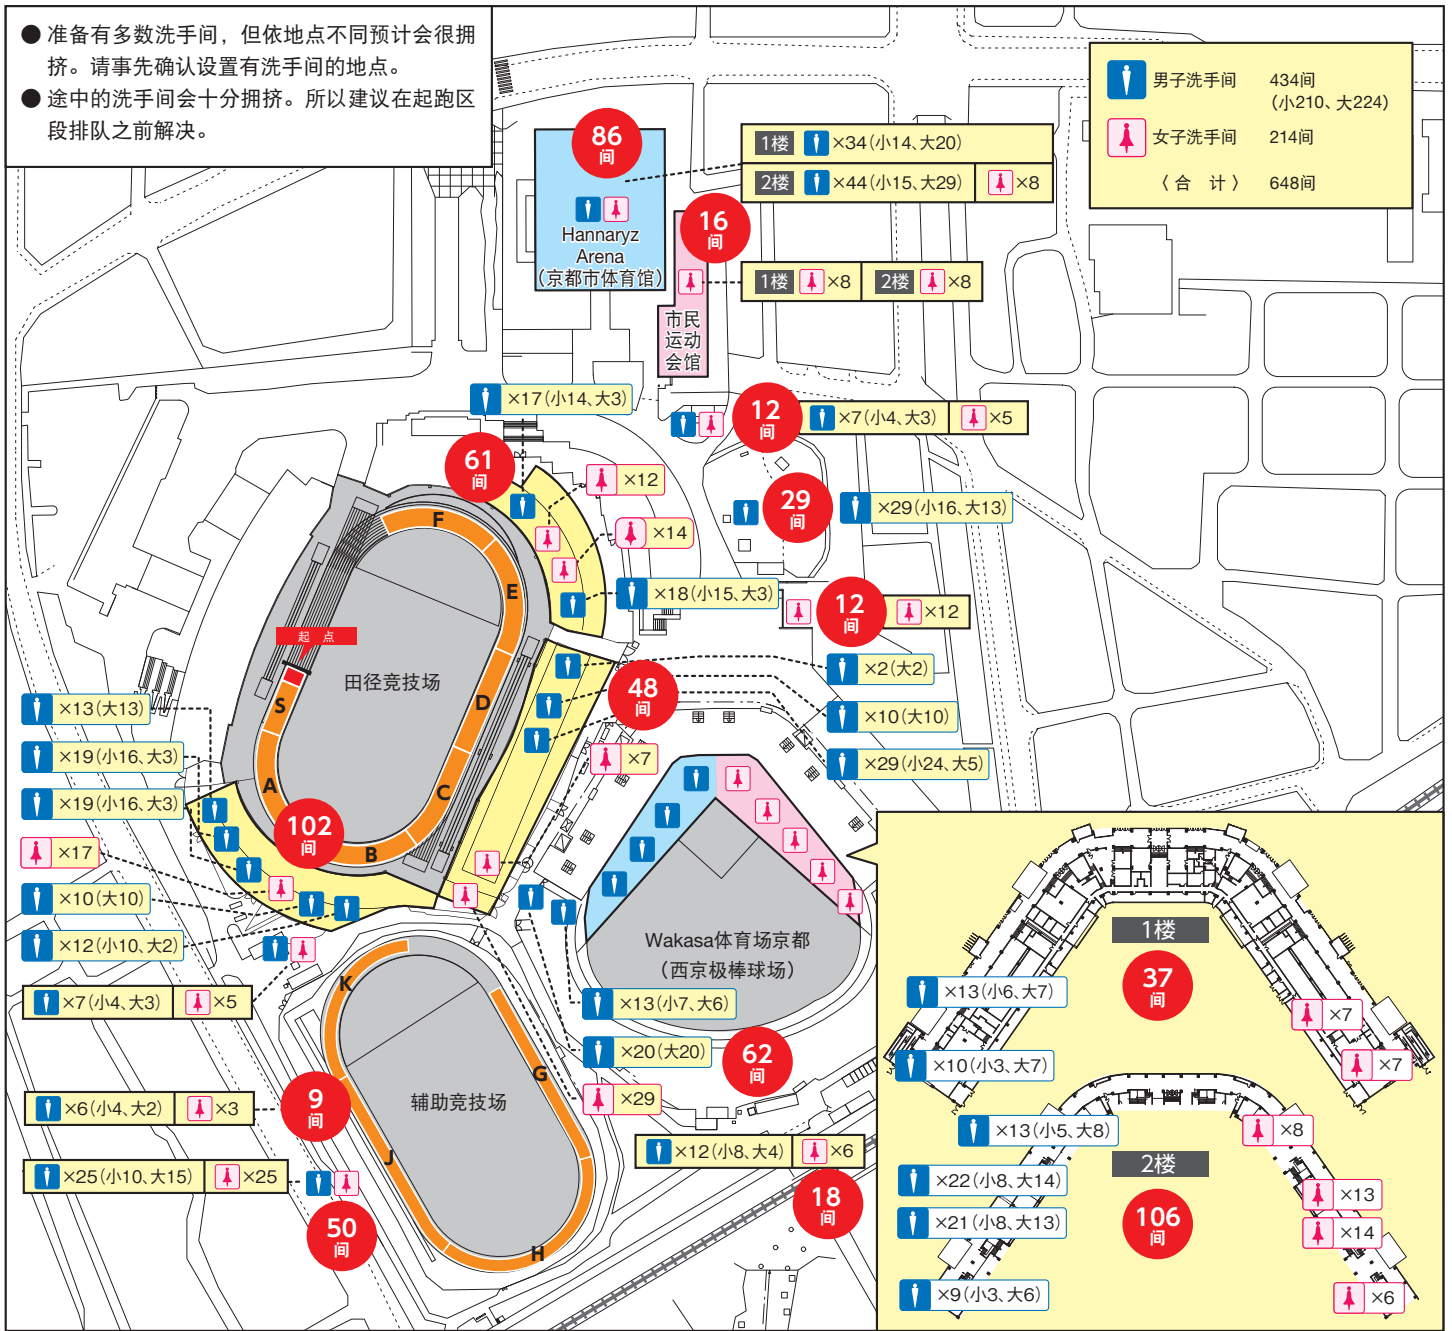 ● 准备有多数洗手间，但依地点不同预计会很拥
挤。请事先确认设置有洗手间的地点。
● 途中的洗手间会十分拥挤。所以建议在起跑区
段排队之前解决。
男子洗手间 434间
（小210、大224）
女子洗手间 214间
〈合 计〉 648间
86
间
1楼 ×34（小14、大20）
2楼 ×44（小15、大29） ×8
Hannaryz
Arena
（京都市体育馆）
16
间
1楼 ×8 2楼 ×8
市民
运动
会馆
×17（小14、大3）
12
间
×7（小4、大3） ×5
61
间
×12
29
间
×29（小16、大13）
×14
×18（小15、大3）
12
间
×12
F
E
D
C
B
A
S
起 点
田径竞技场
×2（大2）
48
间
×10（大10）
×29（小24、大5）
×7
×13（大13）
×19（小16、大3）
×19（小16、大3）
×17
×10（大10）
×12（小10、大2）
102
间
×7（小4、大3） ×5
Wakasa体育场京都
（西京极棒球场）
×13（小7、大6）
×20（大20）
62
间
×29
K
G
J
H
辅助竞技场
×6（小4、大2） ×3
9
间
×25（小10、大15） ×25
50
间
×12（小8、大4） ×6
18
间
1楼
37
间
×13（小6、大7）
×7
×10（小3、大7）
×7
×13（小5、大8）
×8
2楼
106
间
×22（小8、大14）
×13
×21（小8、大13）
×14
×9（小3、大6）
×6